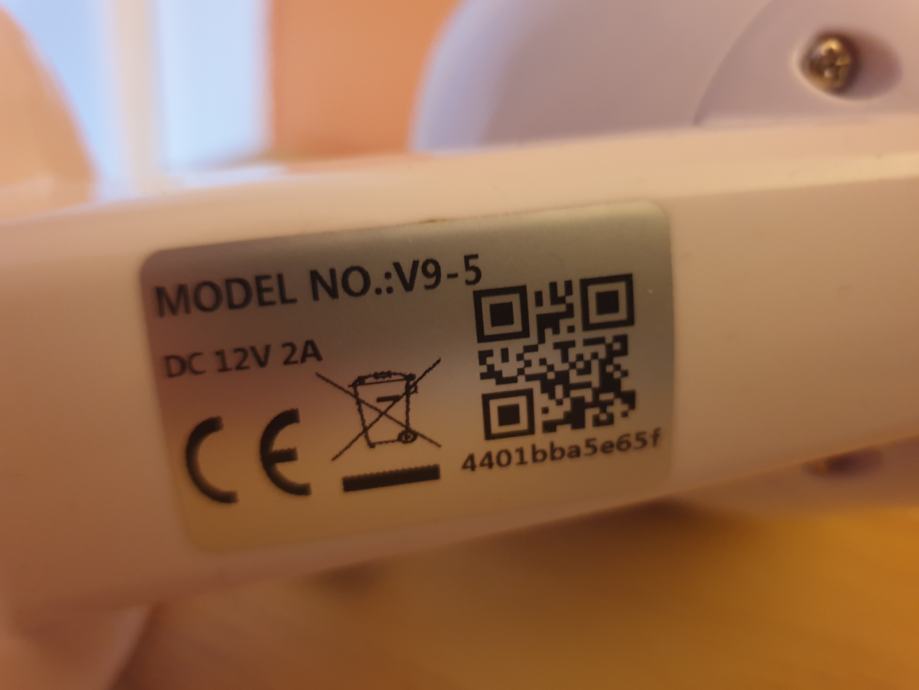 MODEL NO.:V9-5
DC 12V 2A
CE
4401bba5e65f